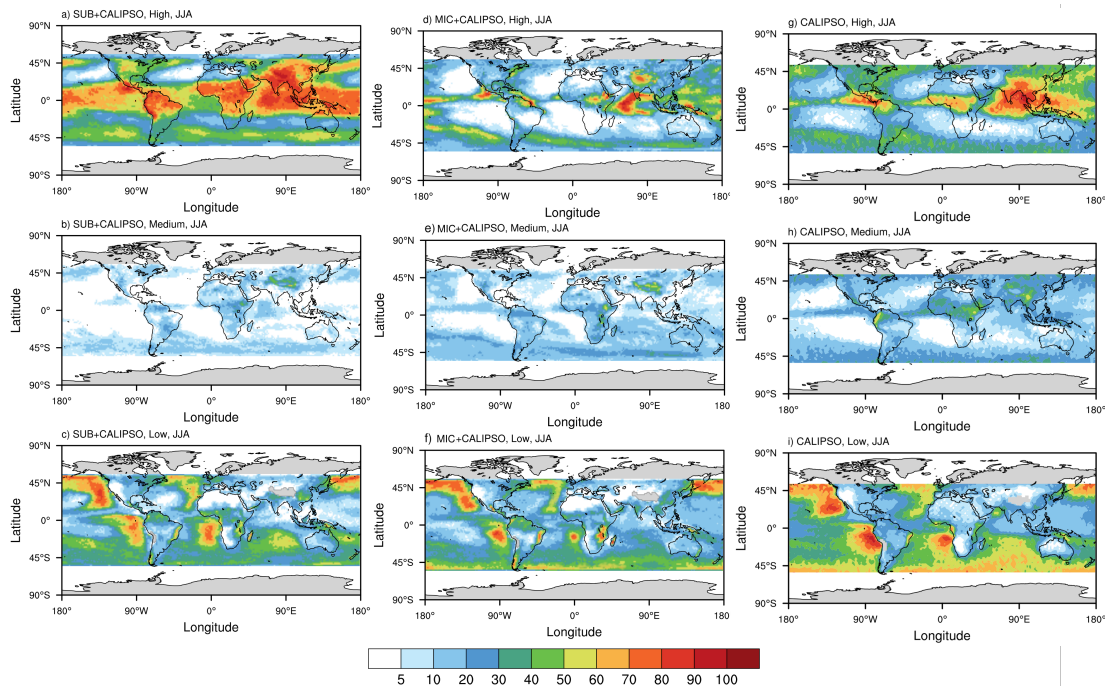 a) SUB+CALIPSO, High, JJA
90°N
45°N
0°
45°S
90°S
Latitude
180°
90°W
0°
90°E
180°
Longitude
d) MIC+CALIPSO, High, JJA
90°N
45°N
0°
45°S
90°S
Latitude
180°
90°W
0°
90°E
180°
Longitude
g) CALIPSO, High, JJA
90°N
45°N
0°
45°S
90°S
Latitude
180°
90°W
0°
90°E
180°
Longitude
b) SUB+CALIPSO, Medium, JJA
90°N
45°N
0°
45°S
90°S
Latitude
180°
90°W
0°
90°E
180°
Longitude
e) MIC+CALIPSO, Medium, JJA
90°N
45°N
0°
45°S
90°S
Latitude
180°
90°W
0°
90°E
180°
Longitude
h) CALIPSO, Medium, JJA
90°N
45°N
0°
45°S
90°S
Latitude
180°
90°W
0°
90°E
180°
Longitude
c) SUB+CALIPSO, Low, JJA
90°N
45°N
0°
45°S
90°S
Latitude
180°
90°W
0°
90°E
180°
Longitude
f) MIC+CALIPSO, Low, JJA
90°N
45°N
0°
45°S
90°S
Latitude
180°
90°W
0°
90°E
180°
Longitude
i) CALIPSO, Low, JJA
90°N
45°N
0°
45°S
90°S
Latitude
180°
90°W
0°
90°E
180°
Longitude
5 10 20 30 40 50 60 70 80 90 100